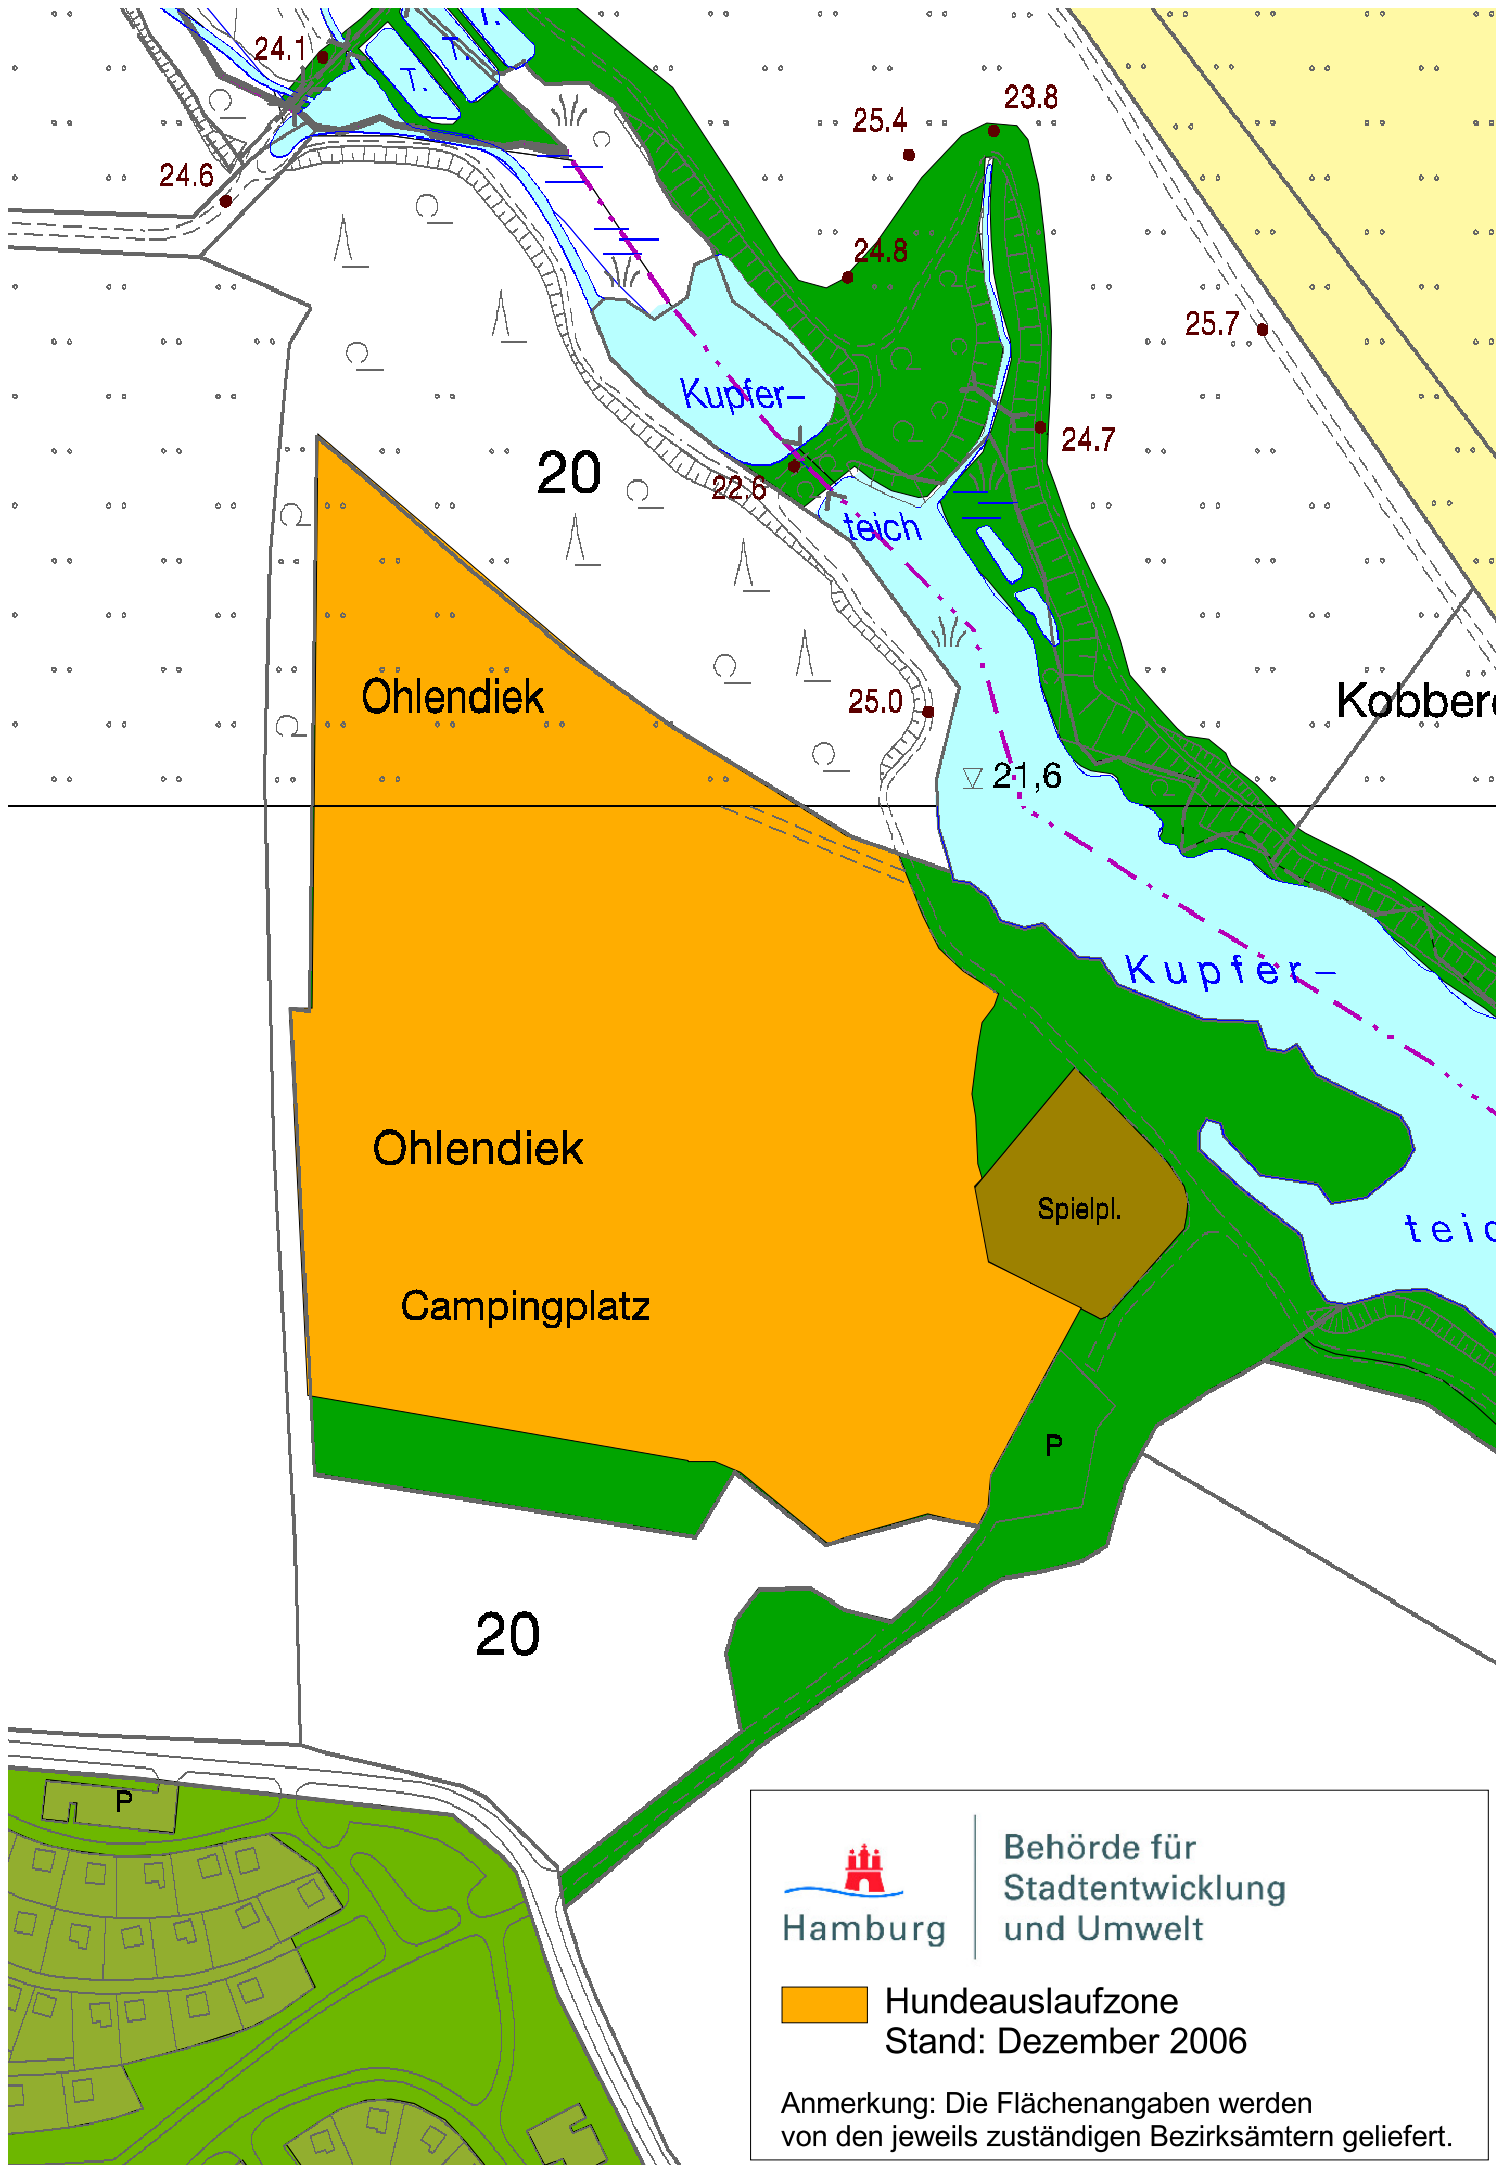 T.
T.
T.
24.1
23.8
25.4
24.6
24.8
25.7
Kupfer–
24.7
20
22.6
teich
Ohlendiek
25.0
21,6
Kupfer–
Ohlendiek
Spielpl.
Campingplatz
P
20
P
Behörde für
Stadtentwicklung
und Umwelt
Hamburg
Hundeauslaufzone
Stand: Dezember 2006
Anmerkung: Die Flächenangaben werden
von den jeweils zuständigen Bezirksämtern geliefert.